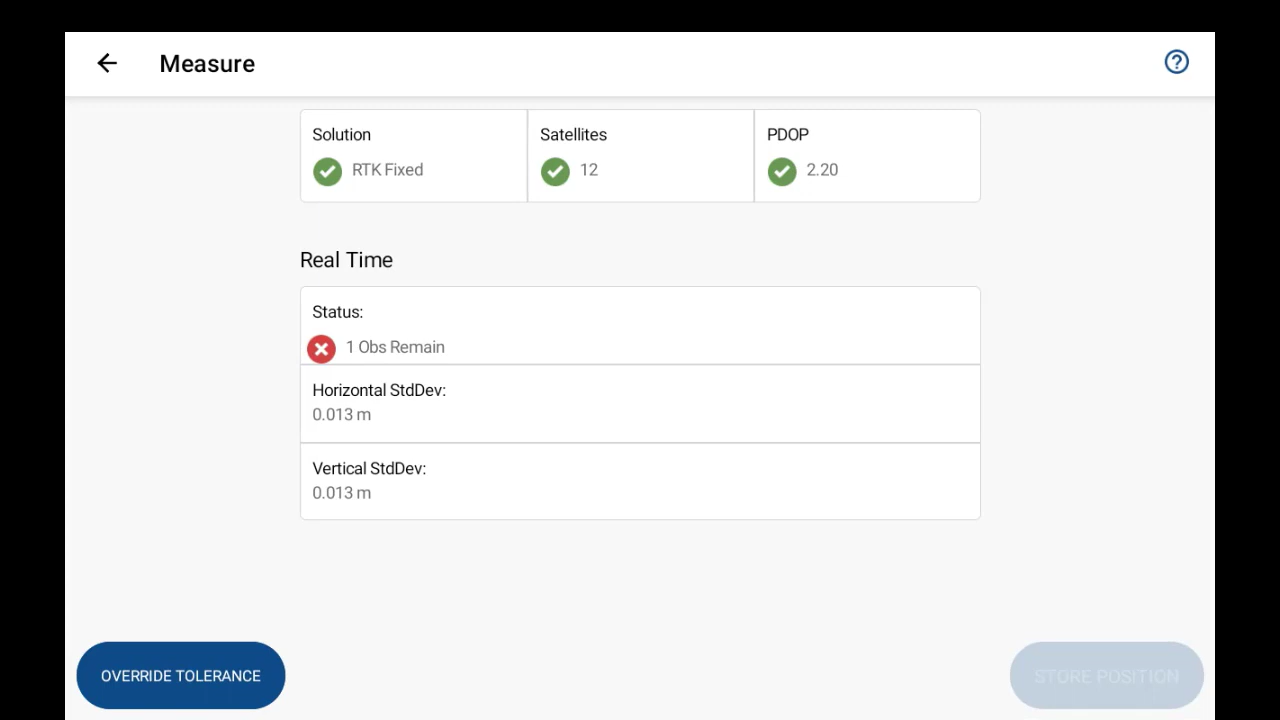 Measure
Solution
RTK Fixed
Satellites
12
PDOP
2.20
Real Time
Status:
1 Obs Remain
Horizontal StdDev:
0.013 m
Vertical StdDev:
0.013 m
OVERRIDE TOLERANCE
STORE POSITION